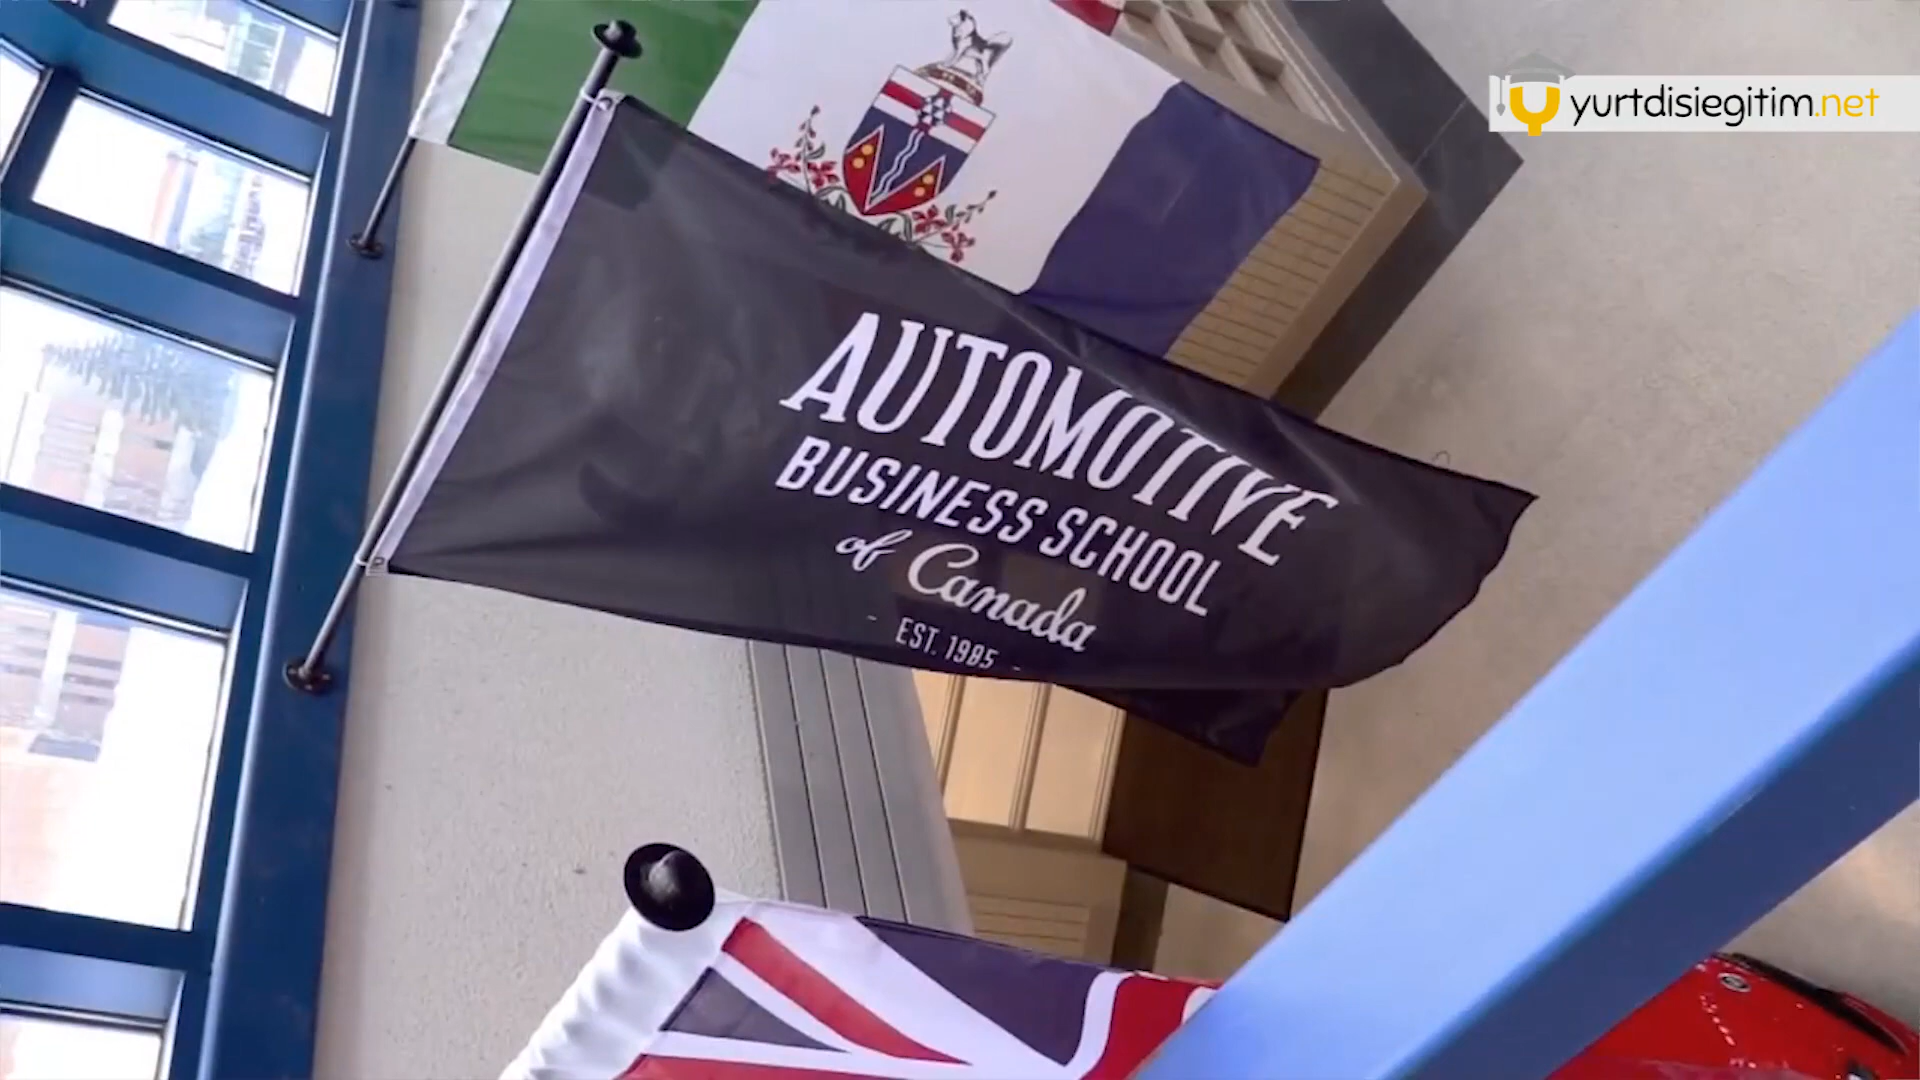 yurtdisiegitim.net
AUTOMOTIVE
BUSINESS SCHOOL
of Canada
- EST. 1985 -